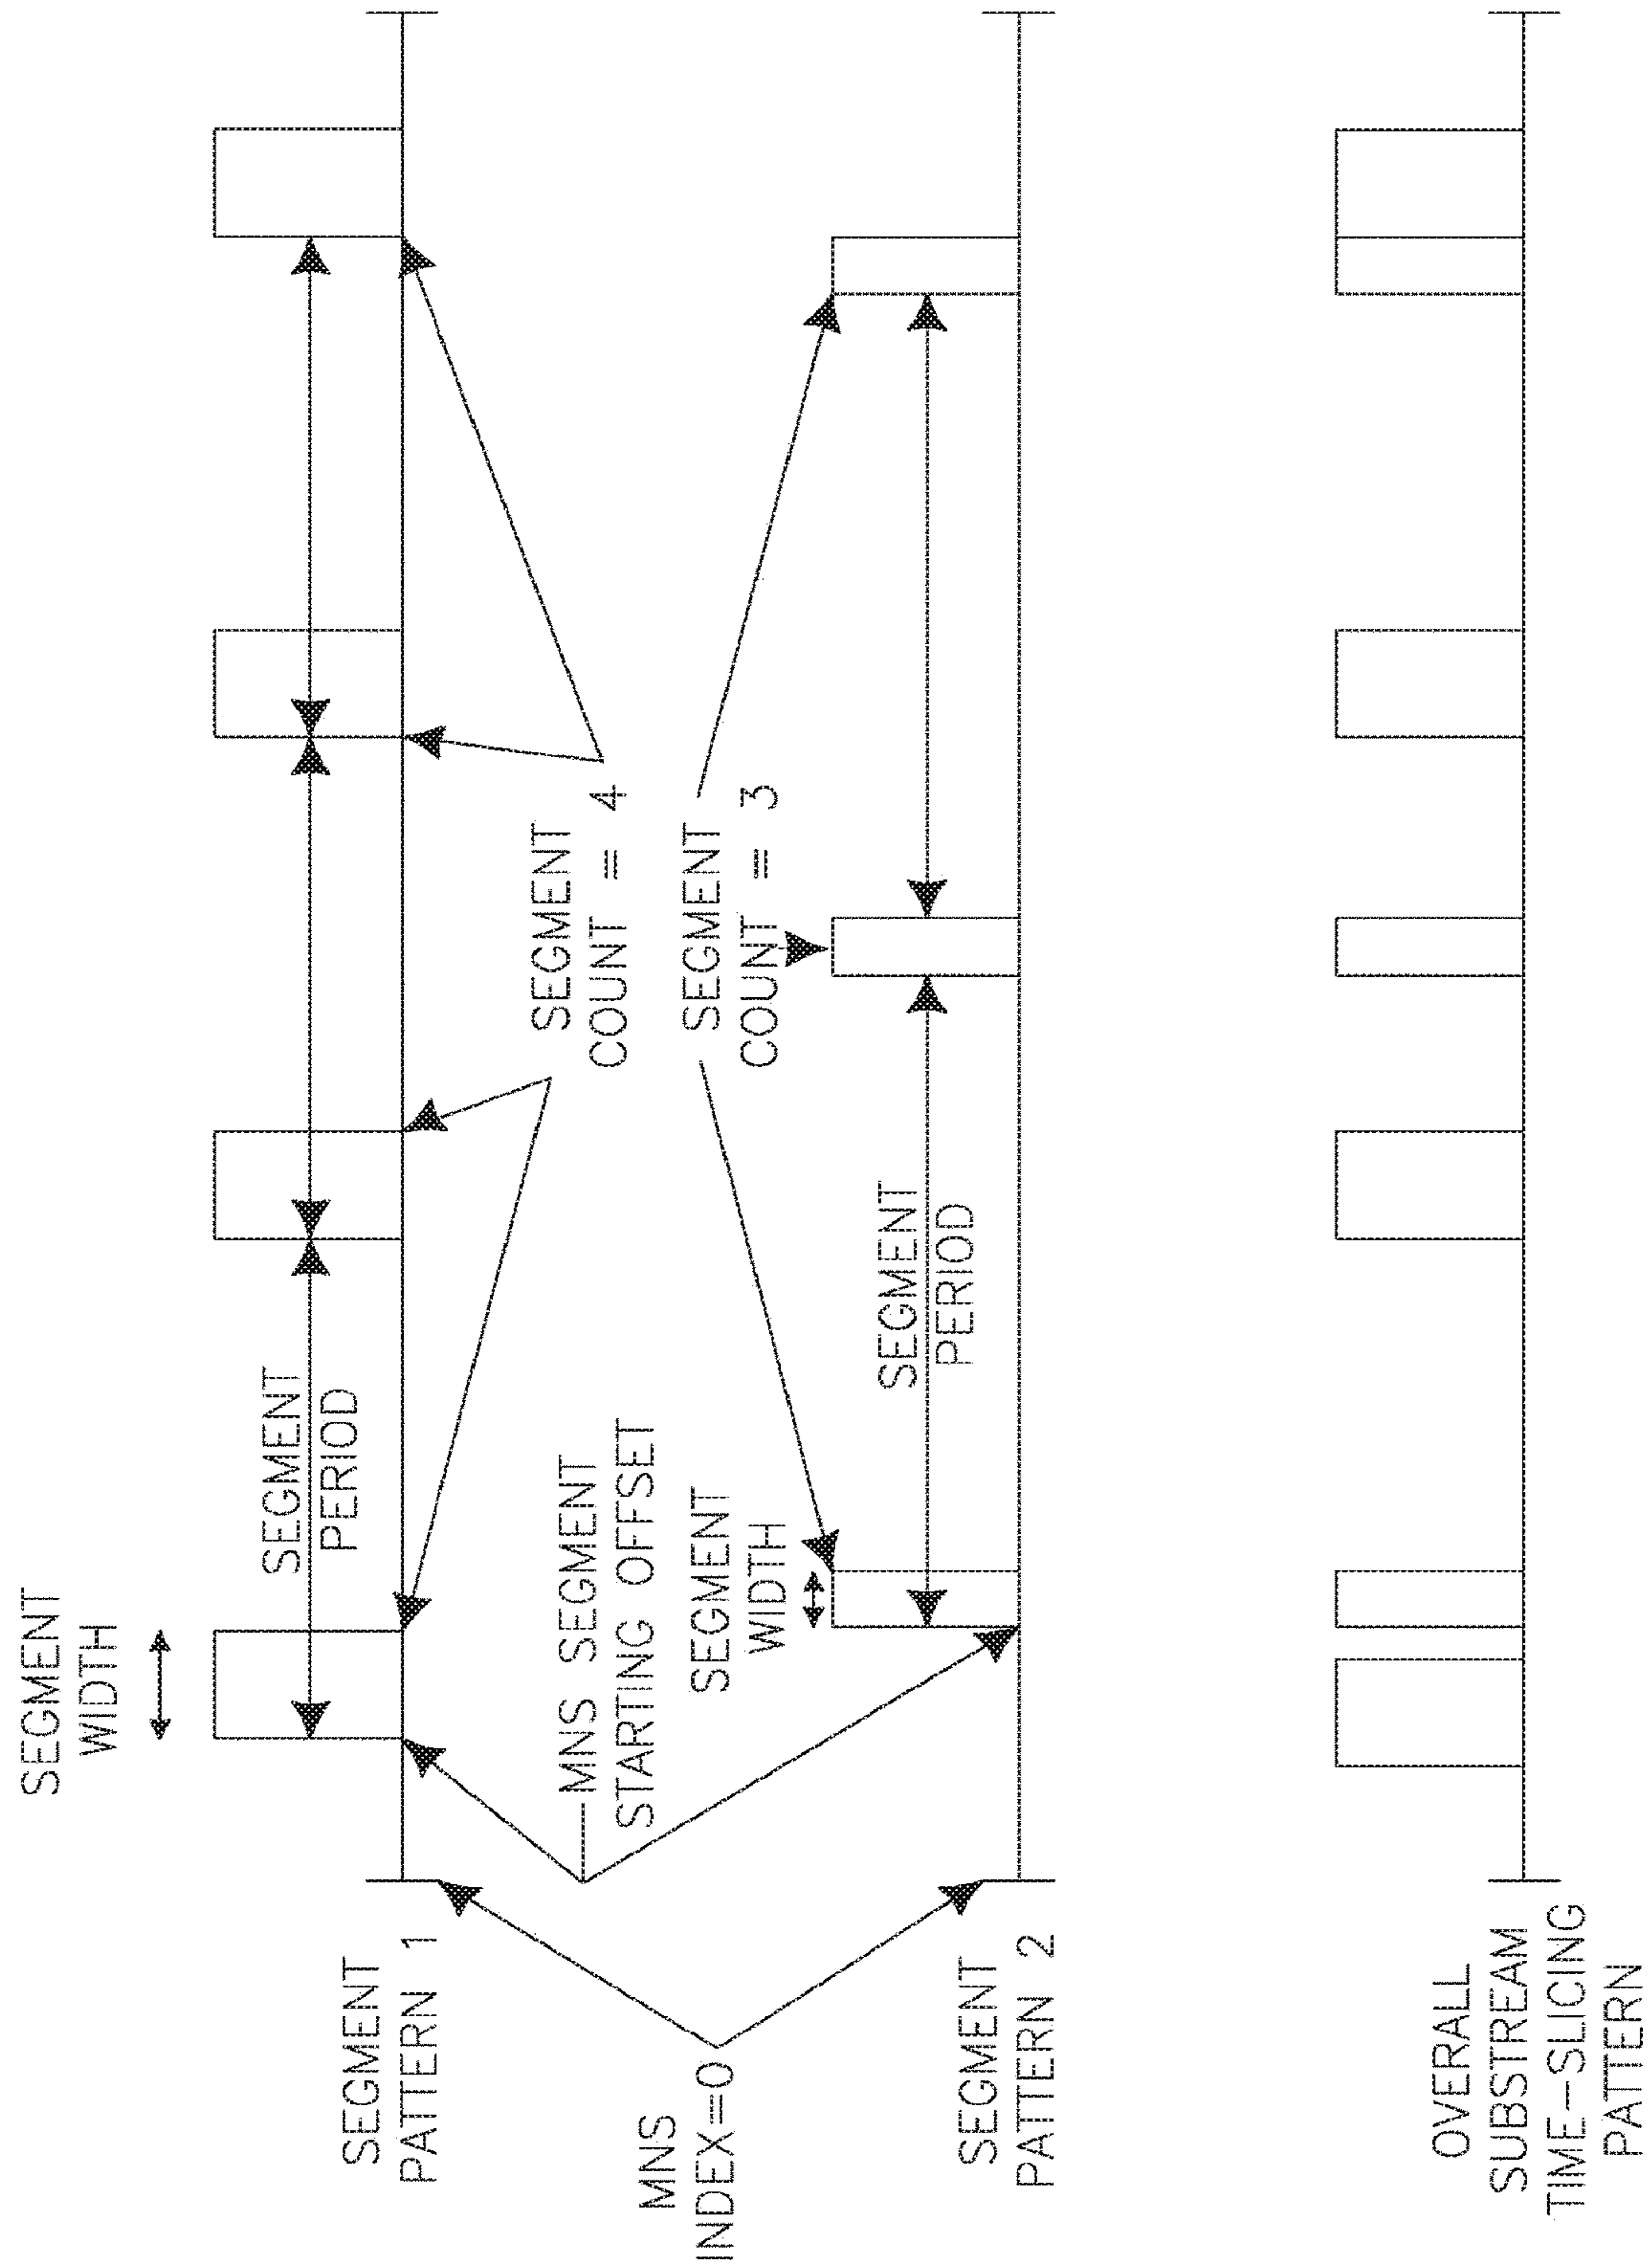 SEGMENT
WIDTH
SEGMENT
PERIOD
SEGMENT
PATTERN 1
MNS SEGMENT
STARTING OFFSET
SEGMENT
COUNT = 4
MNS
INDEX=0
SEGMENT
WIDTH
SEGMENT
COUNT = 3
SEGMENT
PERIOD
SEGMENT
PATTERN 2
OVERALL
SUBSTREAM
TIME-SLICING
PATTERN